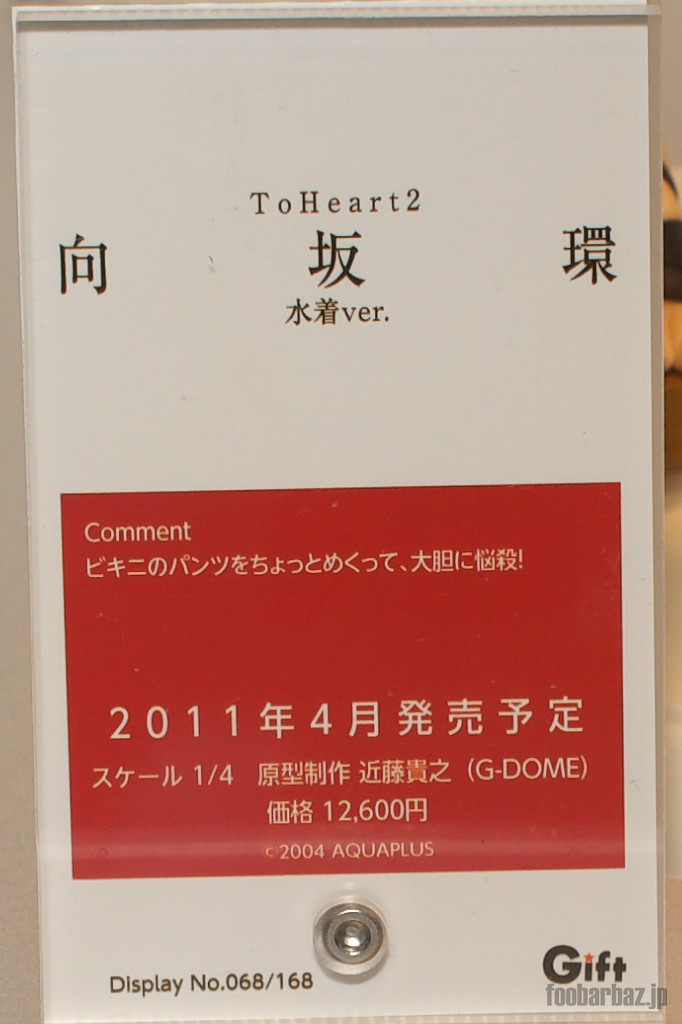 ToHeart2
向坂環
水着ver.
Comment
ビキニのパンツをちょっとめくって、大胆に悩殺!
2011年4月発売予定
スケール 1/4 原型制作 近藤貴之（G-DOME）
価格 12,600円
©2004 AQUAPLUS
Display No.068/168
Gift
foobarbaz.jp